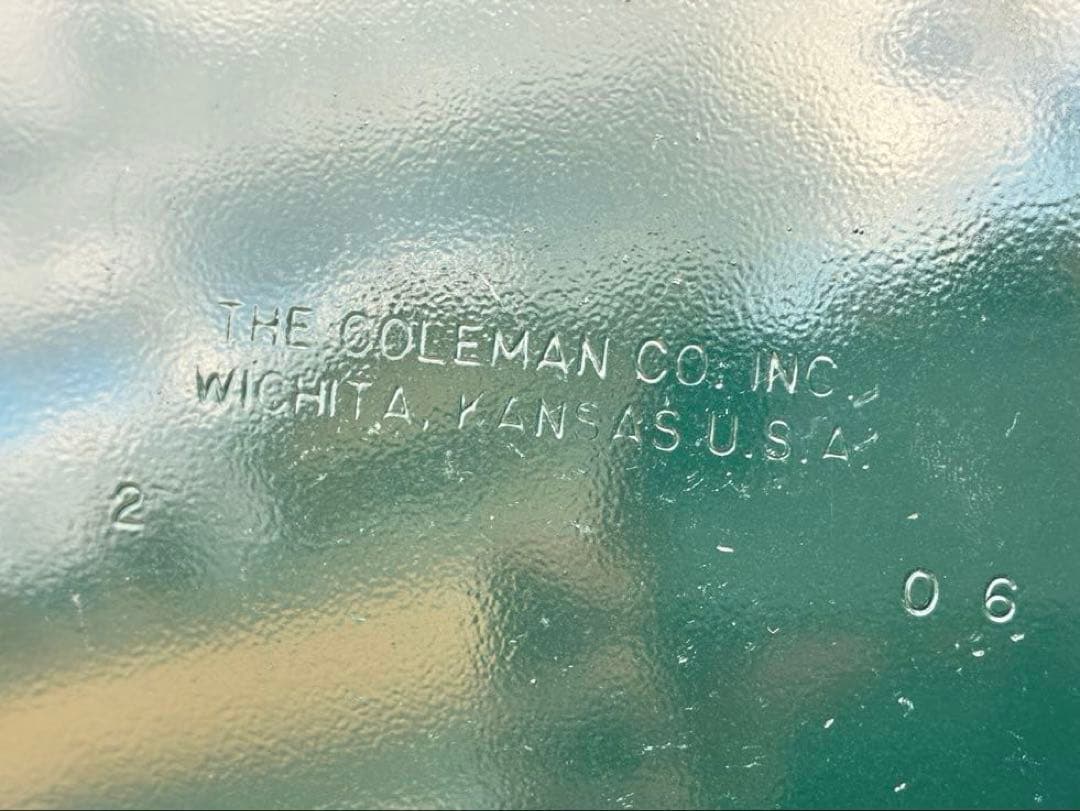 THE COLEMAN CO. INC.
WICHITA, KANSAS U.S.A.
2
0 6